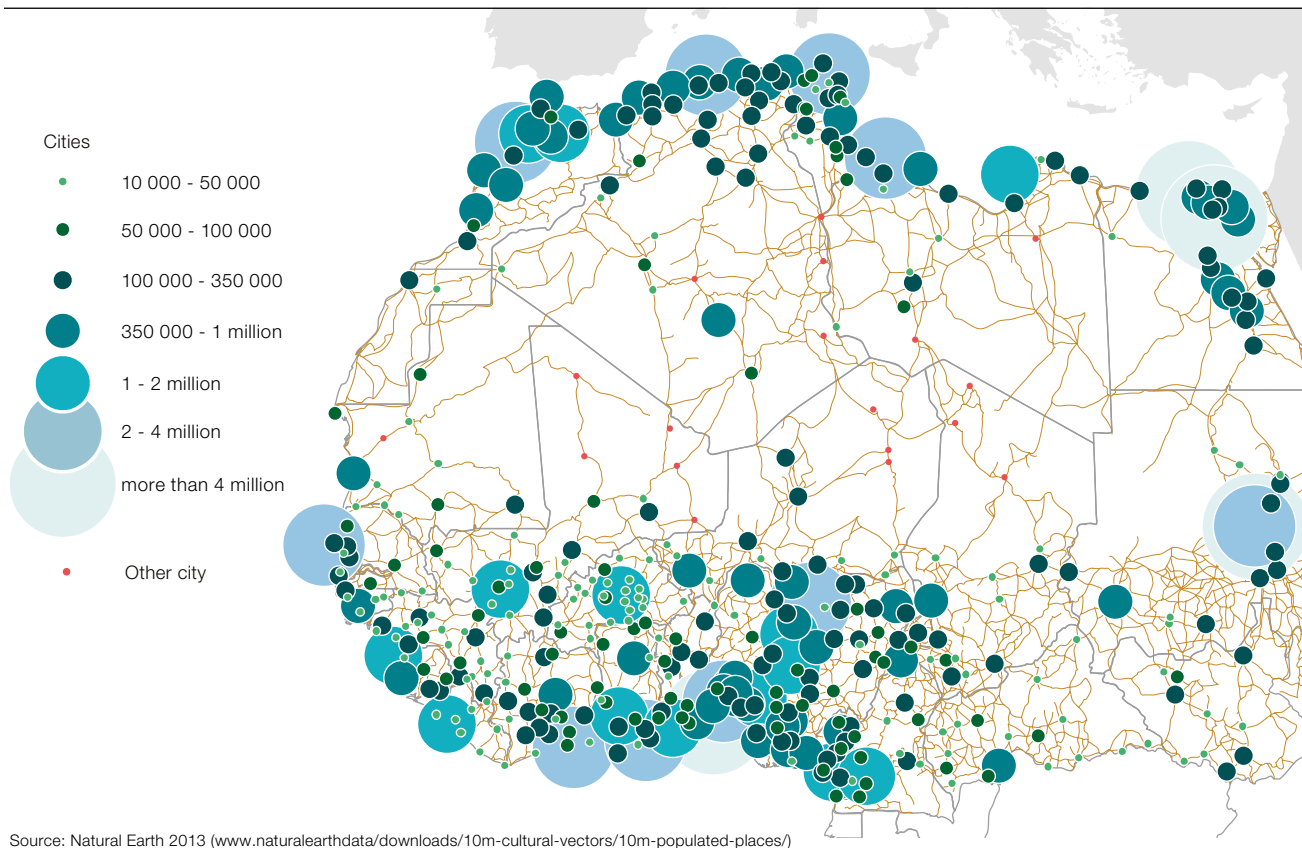 Cities
10 000 - 50 000
50 000 - 100 000
100 000 - 350 000
350 000 - 1 million
1 - 2 million
2 - 4 million
more than 4 million
Other city
Source: Natural Earth 2013 (www.naturalearthdata/downloads/10m-cultural-vectors/10m-populated-places/)